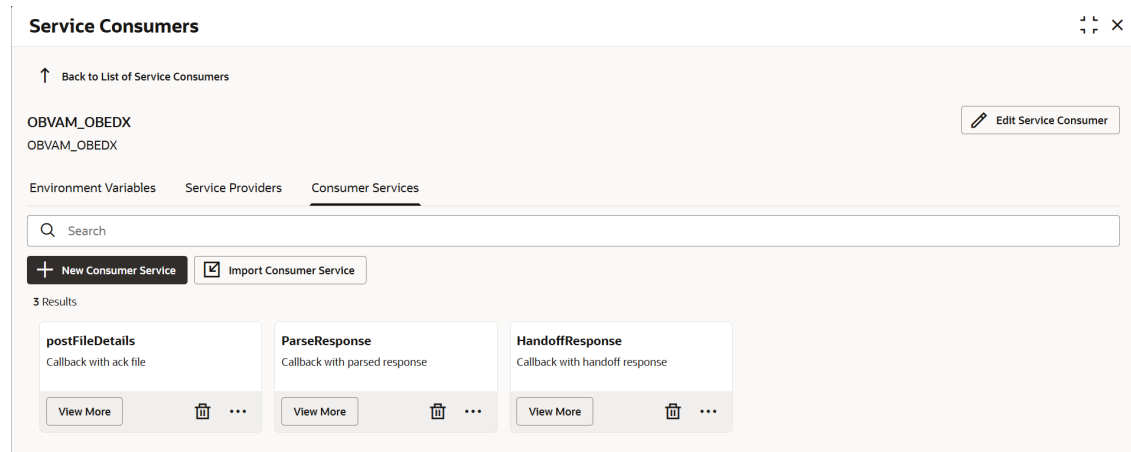 Service Consumers
Back to List of Service Consumers
OBVAM_OBEDX
Edit Service Consumer
OBVAM_OBEDX
Environment Variables Service Providers Consumer Services
Search
New Consumer Service Import Consumer Service
3 Results
postFileDetails ParseResponse HandoffResponse
Callback with ack file Callback with parsed response Callback with handoff response
View More View More View More